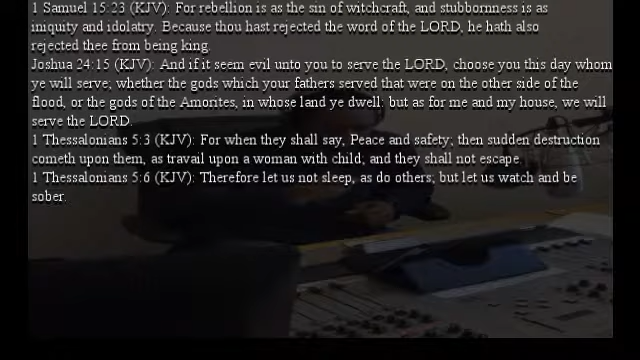 1 Samuel 15:23 (KJV): For rebellion is as the sin of witchcraft, and stubbornness is as
iniquity and idolatry. Because thou hast rejected the word of the LORD, he hath also
rejected thee from being king.
Joshua 24:15 (KJV): And if it seem evil unto you to serve the LORD, choose you this day whom
ye will serve; whether the gods which your fathers served that were on the other side of the
flood, or the gods of the Amorites, in whose land ye dwell: but as for me and my house, we will
serve the LORD.
1 Thessalonians 5:3 (KJV): For when they shall say, Peace and safety; then sudden destruction
cometh upon them, as travail upon a woman with child; and they shall not escape.
1 Thessalonians 5:6 (KJV): Therefore let us not sleep, as do others; but let us watch and be
sober.